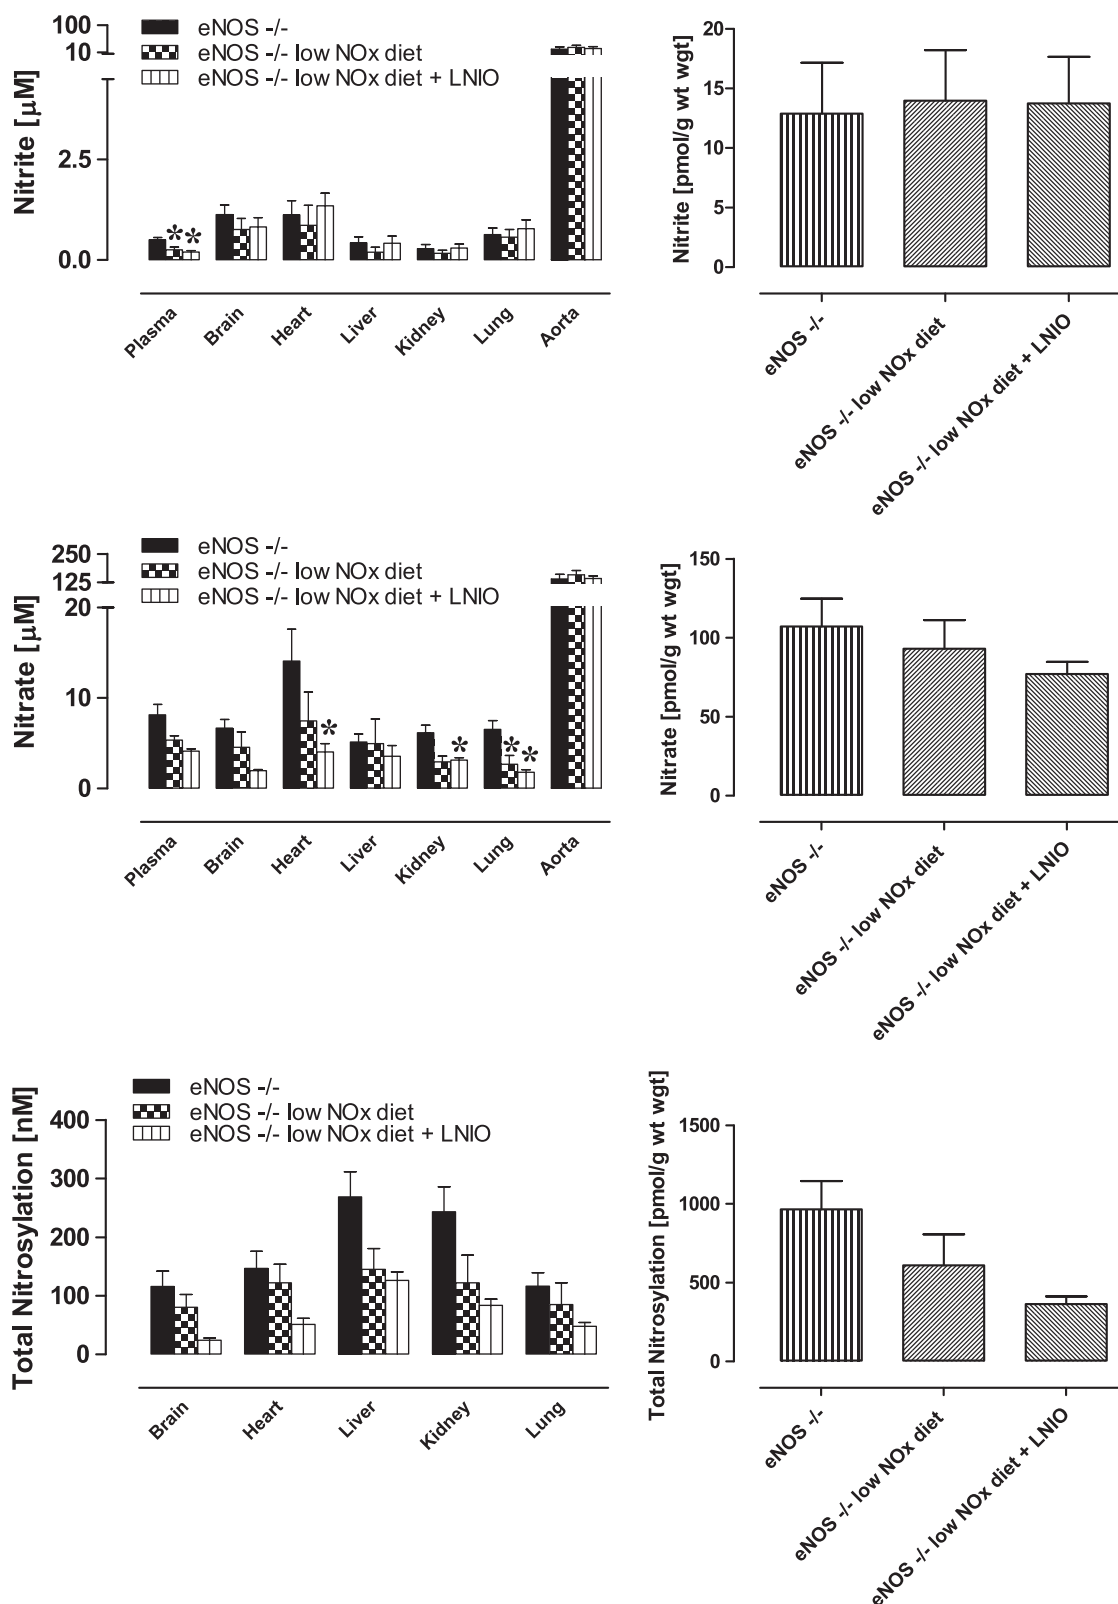 eNOS -/-
eNOS -/- low NOx diet
eNOS -/- low NOx diet + LNIO
Nitrite [μM]
100
10
2.5
0.0
* *
Plasma
Brain
Heart
Liver
Kidney
Lung
Aorta
Nitrite [pmol/g wt wgt]
20
15
10
5
0
eNOS -/-
eNOS -/- low NOx diet
eNOS -/- low NOx diet + LNIO
eNOS -/-
eNOS -/- low NOx diet
eNOS -/- low NOx diet + LNIO
Nitrate [μM]
250
125
20
10
0
* * * *
Plasma
Brain
Heart
Liver
Kidney
Lung
Aorta
Nitrate [pmol/g wt wgt]
150
100
50
0
eNOS -/-
eNOS -/- low NOx diet
eNOS -/- low NOx diet + LNIO
eNOS -/-
eNOS -/- low NOx diet
eNOS -/- low NOx diet + LNIO
Total Nitrosylation [nM]
400
300
200
100
0
Brain
Heart
Liver
Kidney
Lung
Total Nitrosylation [pmol/g wt wgt]
1500
1000
500
0
eNOS -/-
eNOS -/- low NOx diet
eNOS -/- low NOx diet + LNIO